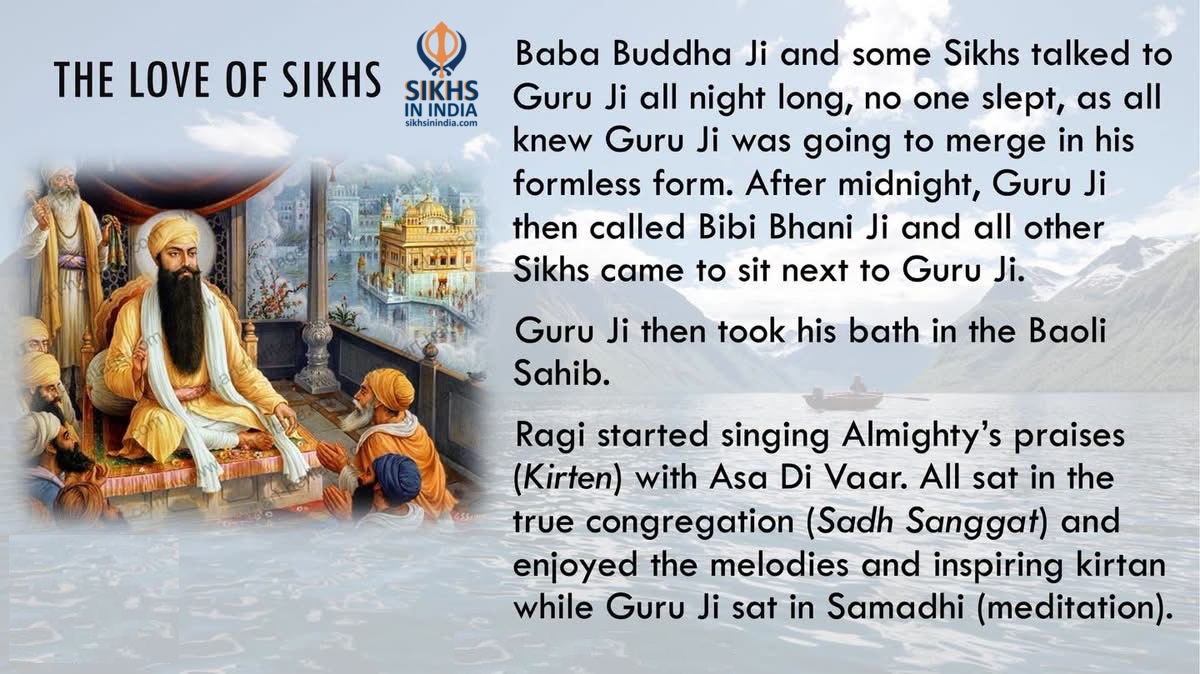 THE LOVE OF SIKHS
SIKHS
IN INDIA
sikhsinindia.com
Baba Buddha Ji and some Sikhs talked to
Guru Ji all night long, no one slept, as all
knew Guru Ji was going to merge in his
formless form. After midnight, Guru Ji
then called Bibi Bhani Ji and all other
Sikhs came to sit next to Guru Ji.
Guru Ji then took his bath in the Baoli
Sahib.
Ragi started singing Almighty’s praises
(Kirten) with Asa Di Vaar. All sat in the
true congregation (Sadh Sanggat) and
enjoyed the melodies and inspiring kirtan
while Guru Ji sat in Samadhi (meditation).